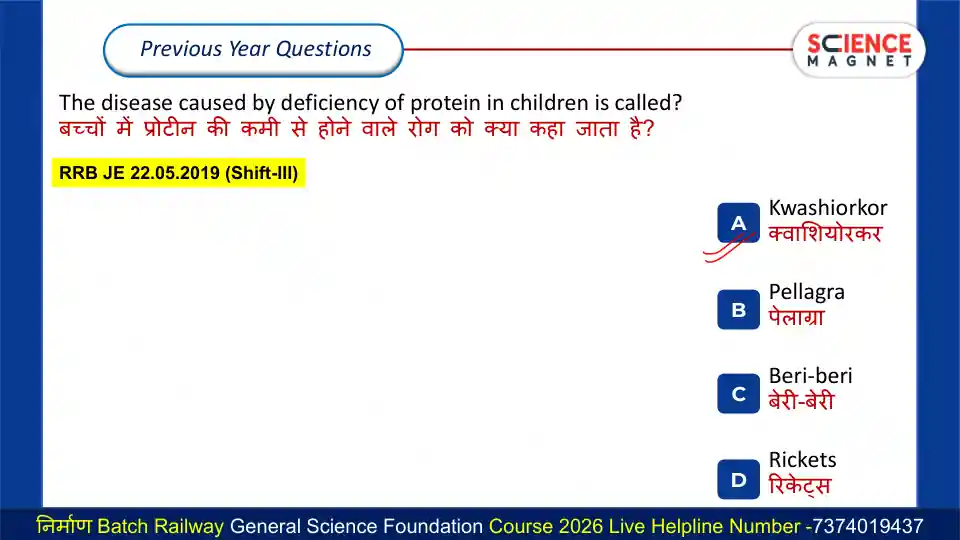 Previous Year Questions
SCIENCE
MAGNET
The disease caused by deficiency of protein in children is called?
बच्चों में प्रोटीन की कमी से होने वाले रोग को क्या कहा जाता है?
RRB JE 22.05.2019 (Shift-III)
A
Kwashiorkor
क्वाशियोरकर
B
Pellagra
पेलाग्रा
C
Beri-beri
बेरी-बेरी
D
Rickets
रिकेट्स
निर्माण Batch Railway General Science Foundation Course 2026 Live Helpline Number -7374019437